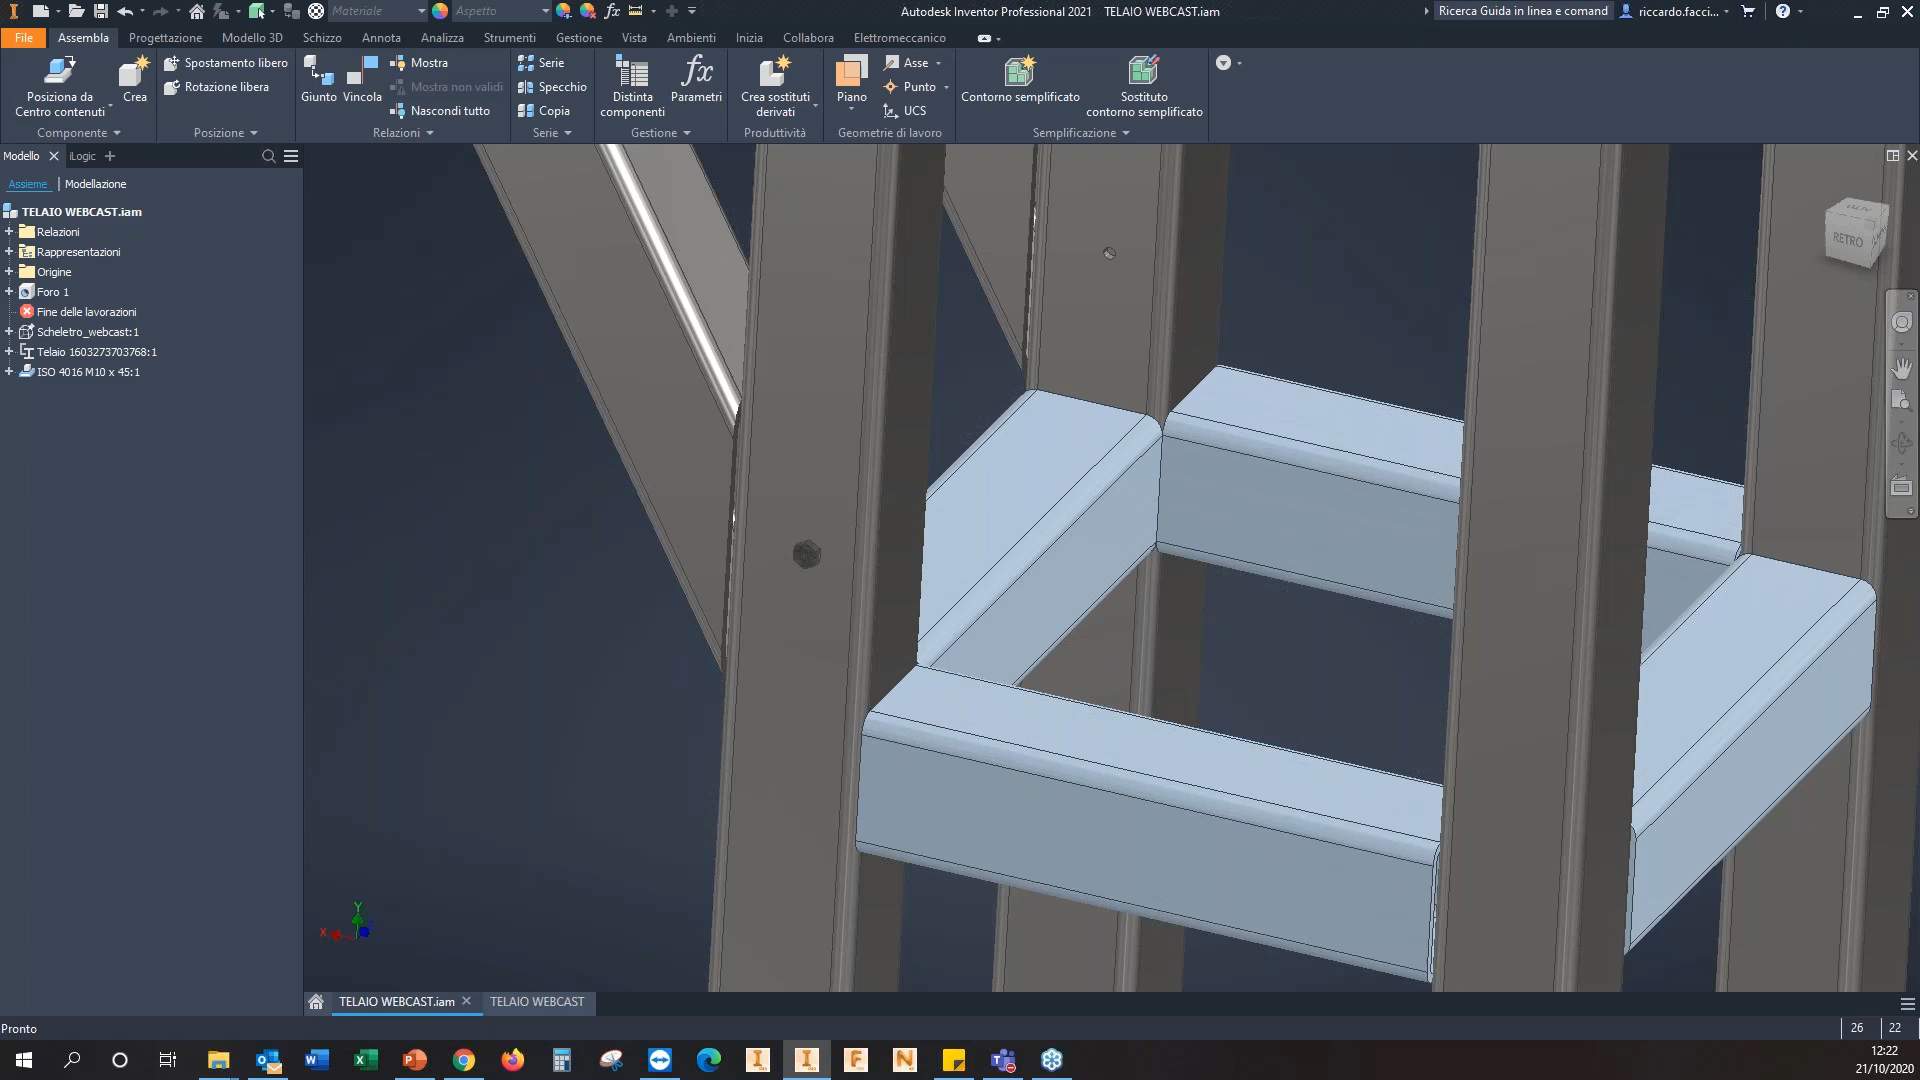 Materiale
Aspetto
Autodesk Inventor Professional 2021 TELAIO WEBCAST.iam
Ricerca Guida in linea e comand
riccardo.facci...
File
Assembla
Progettazione
Modello 3D
Schizzo
Annota
Analizza
Strumenti
Gestione
Vista
Ambienti
Inizia
Collabora
Elettromeccanico
Posiziona da
Centro contenuti
Crea
Spostamento libero
Rotazione libera
Giunto
Vincola
Mostra
Mostra non validi
Nascondi tutto
Serie
Specchio
Copia
Distinta
componenti
fx
Parametri
Crea sostituti
derivati
Piano
Asse
Punto
UCS
Contorno semplificato
Sostituto
contorno semplificato
Componente
Posizione
Relazioni
Serie
Gestione
Produttività
Geometrie di lavoro
Semplificazione
Modello
iLogic
Assieme
Modellazione
TELAIO WEBCAST.iam
Relazioni
Rappresentazioni
Origine
Foro 1
Fine delle lavorazioni
Scheletro_webcast:1
Telaio 1603273703768:1
ISO 4016 M10 x 45:1
RETRO
Y
X
TELAIO WEBCAST.iam
TELAIO WEBCAST
Pronto
26
22
12:22
21/10/2020